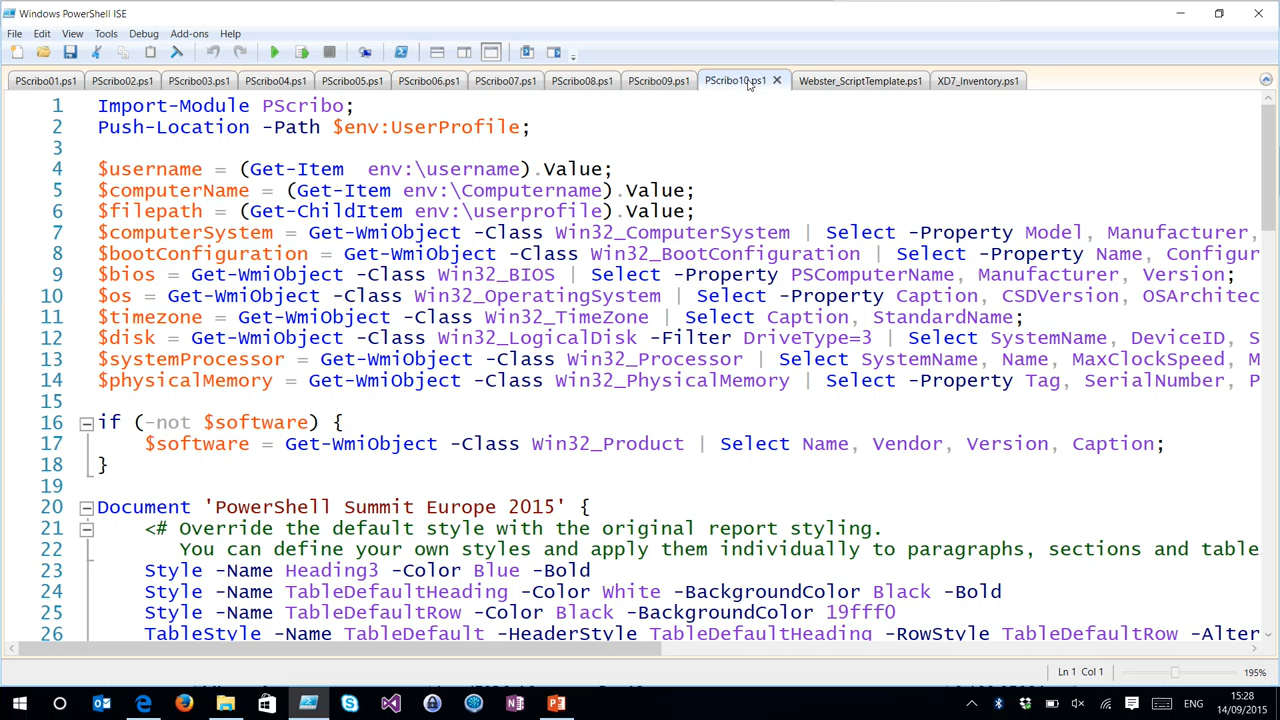 Windows PowerShell ISE
File Edit View Tools Debug Add-ons Help
PScribo01.ps1 PScribo02.ps1 PScribo03.ps1 PScribo04.ps1 PScribo05.ps1 PScribo06.ps1 PScribo07.ps1 PScribo08.ps1 PScribo09.ps1 PScribo10.ps1 Webster_ScriptTemplate.ps1 XD7_Inventory.ps1
1 Import-Module PScribo;
2 Push-Location -Path $env:UserProfile;
3
4 $username = (Get-Item  env:\username).Value;
5 $computerName = (Get-Item env:\Computername).Value;
6 $filepath = (Get-ChildItem env:\userprofile).Value;
7 $computerSystem = Get-WmiObject -Class Win32_ComputerSystem | Select -Property Model, Manufacturer,
8 $bootConfiguration = Get-WmiObject -Class Win32_BootConfiguration | Select -Property Name, Configur
9 $bios = Get-WmiObject -Class Win32_BIOS | Select -Property PSComputerName, Manufacturer, Version;
10 $os = Get-WmiObject -Class Win32_OperatingSystem | Select -Property Caption, CSDVersion, OSArchitec
11 $timezone = Get-WmiObject -Class Win32_TimeZone | Select Caption, StandardName;
12 $disk = Get-WmiObject -Class Win32_LogicalDisk -Filter DriveType=3 | Select SystemName, DeviceID, S
13 $systemProcessor = Get-WmiObject -Class Win32_Processor | Select SystemName, Name, MaxClockSpeed, M
14 $physicalMemory = Get-WmiObject -Class Win32_PhysicalMemory | Select -Property Tag, SerialNumber, P
15
16 if (-not $software) {
17 $software = Get-WmiObject -Class Win32_Product | Select Name, Vendor, Version, Caption;
18 }
19
20 Document 'PowerShell Summit Europe 2015' {
21 <# Override the default style with the original report styling.
22 You can define your own styles and apply them individually to paragraphs, sections and table
23 Style -Name Heading3 -Color Blue -Bold
24 Style -Name TableDefaultHeading -Color White -BackgroundColor Black -Bold
25 Style -Name TableDefaultRow -Color Black -BackgroundColor 19fff0
26 TableStyle -Name TableDefault -HeaderStyle TableDefaultHeading -RowStyle TableDefaultRow -Alter
Ln 1 Col 1 195%
ENG 15:28
14/09/2015